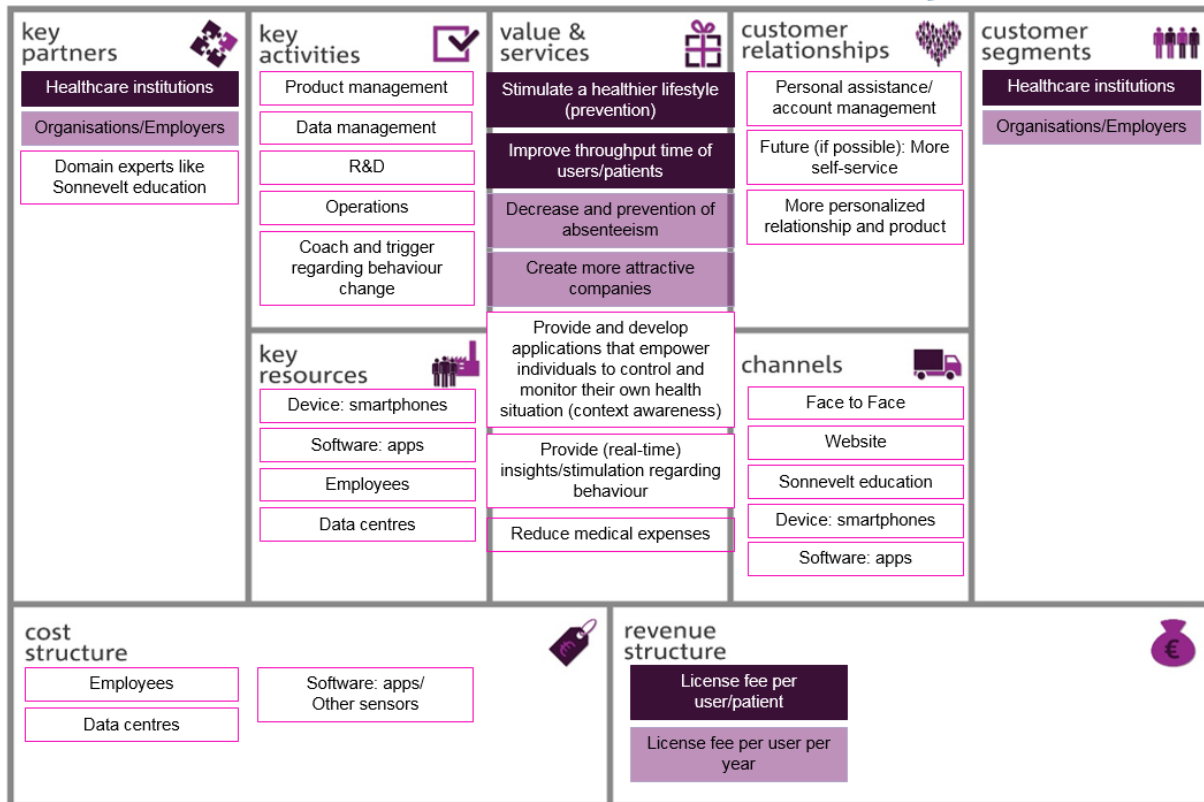 key
partners
Healthcare institutions
Organisations/Employers
Domain experts like
Sonnevelt education
key
activities
Product management
Data management
R&D
Operations
Coach and trigger
regarding behaviour
change
key
resources
Device: smartphones
Software: apps
Employees
Data centres
value &
services
Stimulate a healthier lifestyle
(prevention)
Improve throughput time of
users/patients
Decrease and prevention of
absenteeism
Create more attractive
companies
Provide and develop
applications that empower
individuals to control and
monitor their own health
situation (context awareness)
Provide (real-time)
insights/stimulation regarding
behaviour
Reduce medical expenses
customer
relationships
Personal assistance/
account management
Future (if possible): More
self-service
More personalized
relationship and product
channels
Face to Face
Website
Sonnevelt education
Device: smartphones
Software: apps
customer
segments
Healthcare institutions
Organisations/Employers
cost
structure
€
Employees
Data centres
Software: apps/
Other sensors
revenue
structure
€
License fee per
user/patient
License fee per user per
year